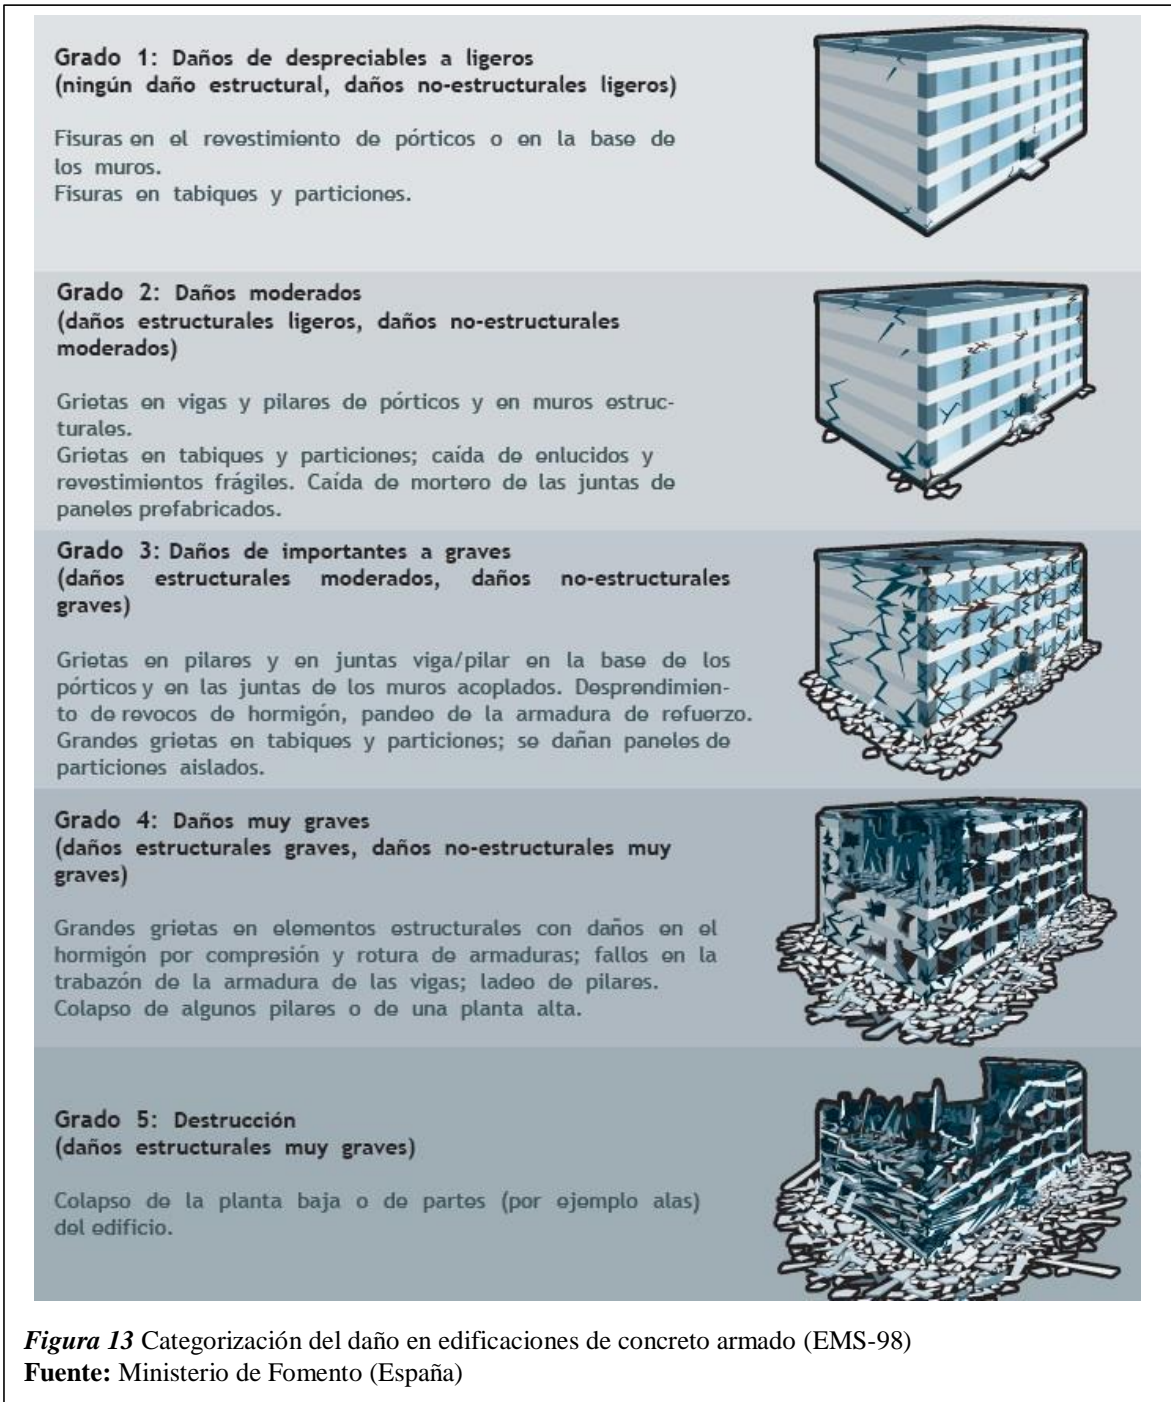 Grado 1: Daños de despreciables a ligeros
(ningún daño estructural, daños no-estructurales ligeros)
Fisuras en el revestimiento de pórticos o en la base de
los muros.
Fisuras en tabiques y particiones.
Grado 2: Daños moderados
(daños estructurales ligeros, daños no-estructurales
moderados)
Grietas en vigas y pilares de pórticos y en muros estruc-
turales.
Grietas en tabiques y particiones; caída de enlucidos y
revestimientos frágiles. Caída de mortero de las juntas de
paneles prefabricados.
Grado 3: Daños de importantes a graves
(daños estructurales moderados, daños no-estructurales
graves)
Grietas en pilares y en juntas viga/pilar en la base de los
pórticos y en las juntas de los muros acoplados. Desprendimien-
to de revocos de hormigón, pandeo de la armadura de refuerzo.
Grandes grietas en tabiques y particiones; se dañan paneles de
particiones aislados.
Grado 4: Daños muy graves
(daños estructurales graves, daños no-estructurales muy
graves)
Grandes grietas en elementos estructurales con daños en el
hormigón por compresión y rotura de armaduras; fallos en la
trabazón de la armadura de las vigas; ladeo de pilares.
Colapso de algunos pilares o de una planta alta.
Grado 5: Destrucción
(daños estructurales muy graves)
Colapso de la planta baja o de partes (por ejemplo alas)
del edificio.
Figura 13 Categorización del daño en edificaciones de concreto armado (EMS-98)
Fuente: Ministerio de Fomento (España)